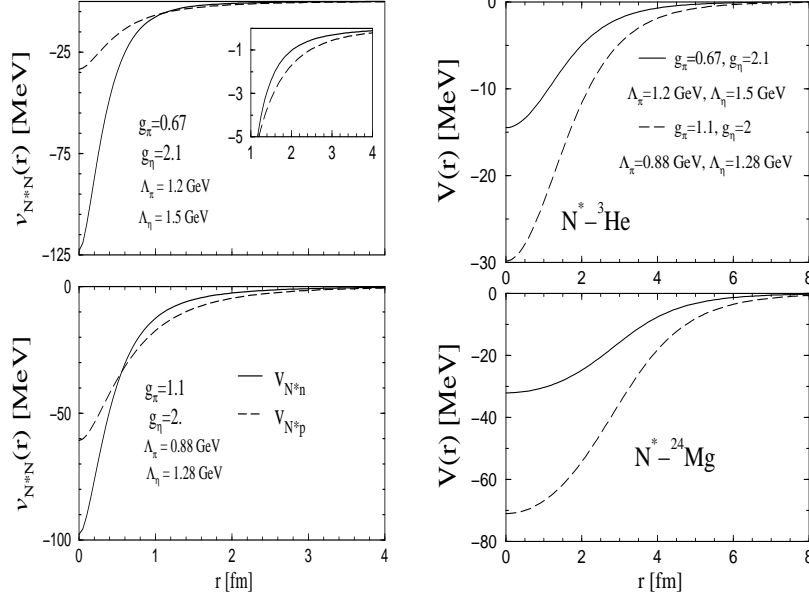 v_{N*N}(r) [MeV]
-25
-75
-125
g_π=0.67
g_η=2.1
Λ_π = 1.2 GeV
Λ_η = 1.5 GeV
-1
-3
-5
1 2 3 4
v_{N*N}(r) [MeV]
0
-50
-100
g_π=1.1
g_η=2.
Λ_π = 0.88 GeV
Λ_η = 1.28 GeV
V_{N*n}
V_{N*p}
0 1 2 3 4
r [fm]
V(r) [MeV]
0
-10
-20
-30
g_π=0.67, g_η=2.1
Λ_π=1.2 GeV, Λ_η=1.5 GeV
g_π=1.1, g_η=2
Λ_π=0.88 GeV, Λ_η=1.28 GeV
N*-³He
0 2 4 6 8
V(r) [MeV]
0
-20
-40
-60
-80
N*-²⁴Mg
0 2 4 6 8
r [fm]